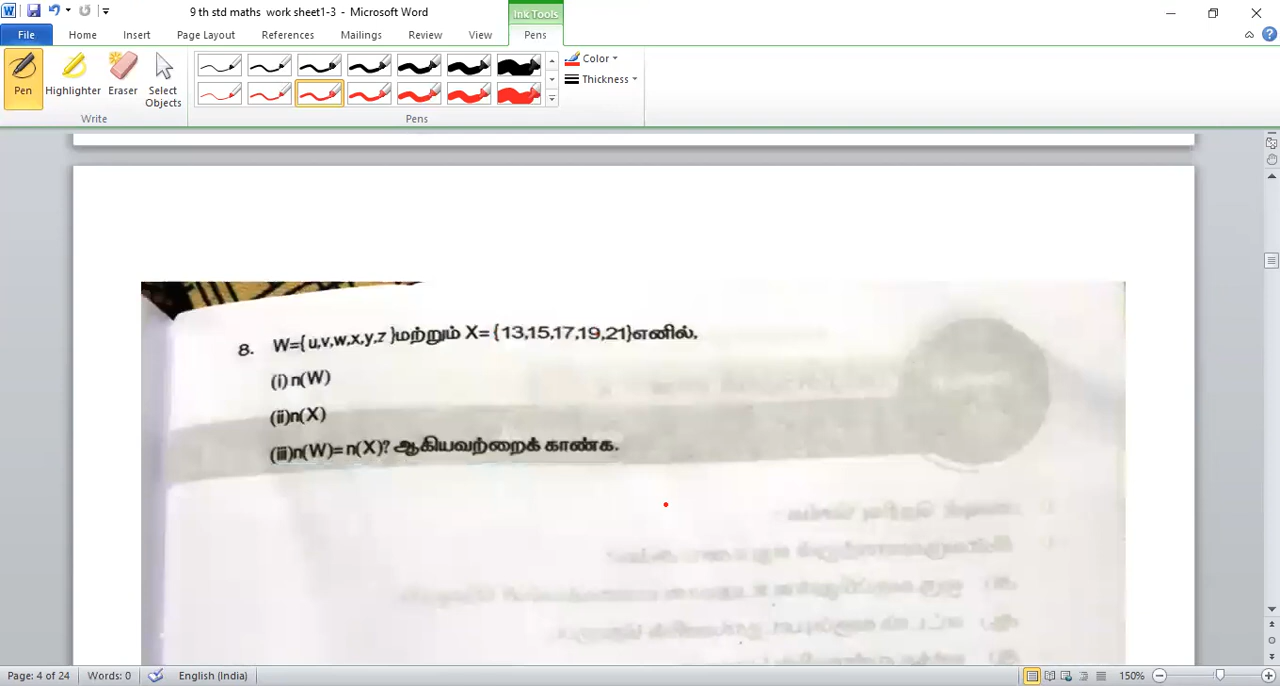 9 th std maths work sheet1-3 - Microsoft Word
Ink Tools
File Home Insert Page Layout References Mailings Review View Pens
Pen Highlighter Eraser Select Objects
Color
Thickness
Write
Pens
8. W={ u,v,w,x,y,z }மற்றும் X= {13,15,17,19,21}எனில்,
(i) n(W)
(ii)n(X)
(iii)n(W)= n(X)? ஆகியவற்றைக் காண்க.
Page: 4 of 24 Words: 0 English (India) 150%